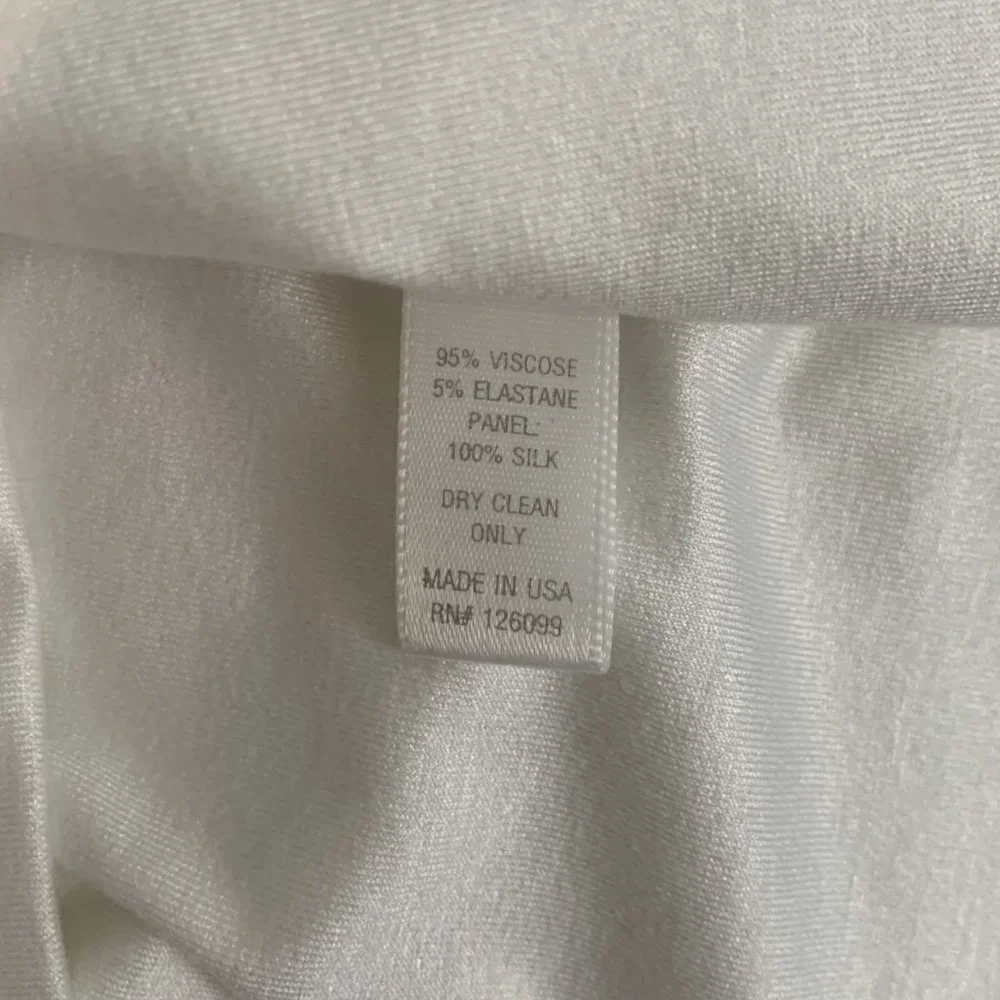 95% VISCOSE
5% ELASTANE
PANEL:
100% SILK
DRY CLEAN
ONLY
MADE IN USA
RN# 126099